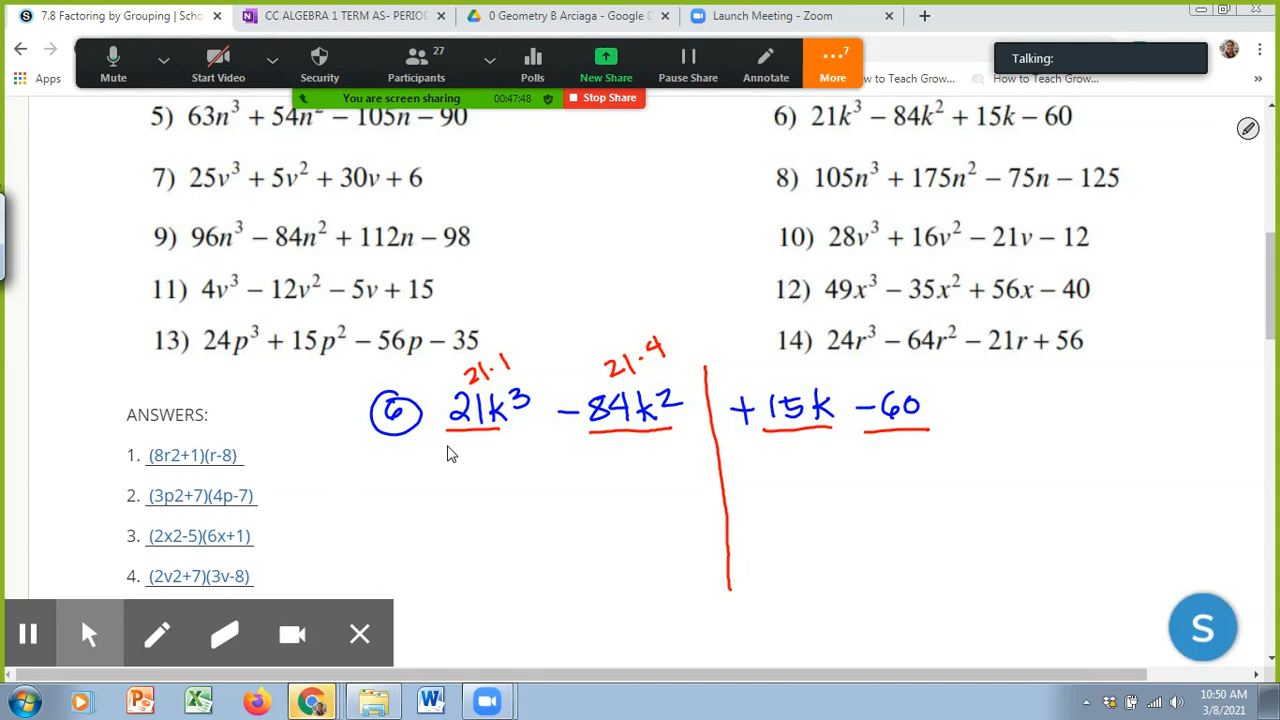 7.8 Factoring by Grouping | Scho
CC ALGEBRA 1 TERM AS- PERIOD
0 Geometry B Arciaga - Google D
Launch Meeting - Zoom
Apps
Mute
Start Video
Security
27
Participants
Polls
New Share
Pause Share
Annotate
7
More
Talking:
ow to Teach Grow...
How to Teach Grow...
You are screen sharing
00:47:48
Stop Share
5) 63n³ + 54n² − 105n − 90
6) 21k³ − 84k² + 15k − 60
7) 25v³ + 5v² + 30v + 6
8) 105n³ + 175n² − 75n − 125
9) 96n³ − 84n² + 112n − 98
10) 28v³ + 16v² − 21v − 12
11) 4v³ − 12v² − 5v + 15
12) 49x³ − 35x² + 56x − 40
13) 24p³ + 15p² − 56p − 35
14) 24r³ − 64r² − 21r + 56
21·1 21·4
6 21k³ − 84k² + 15k − 60
ANSWERS:
1. (8r2+1)(r-8)
2. (3p2+7)(4p-7)
3. (2x2-5)(6x+1)
4. (2v2+7)(3v-8)
S
10:50 AM
3/8/2021